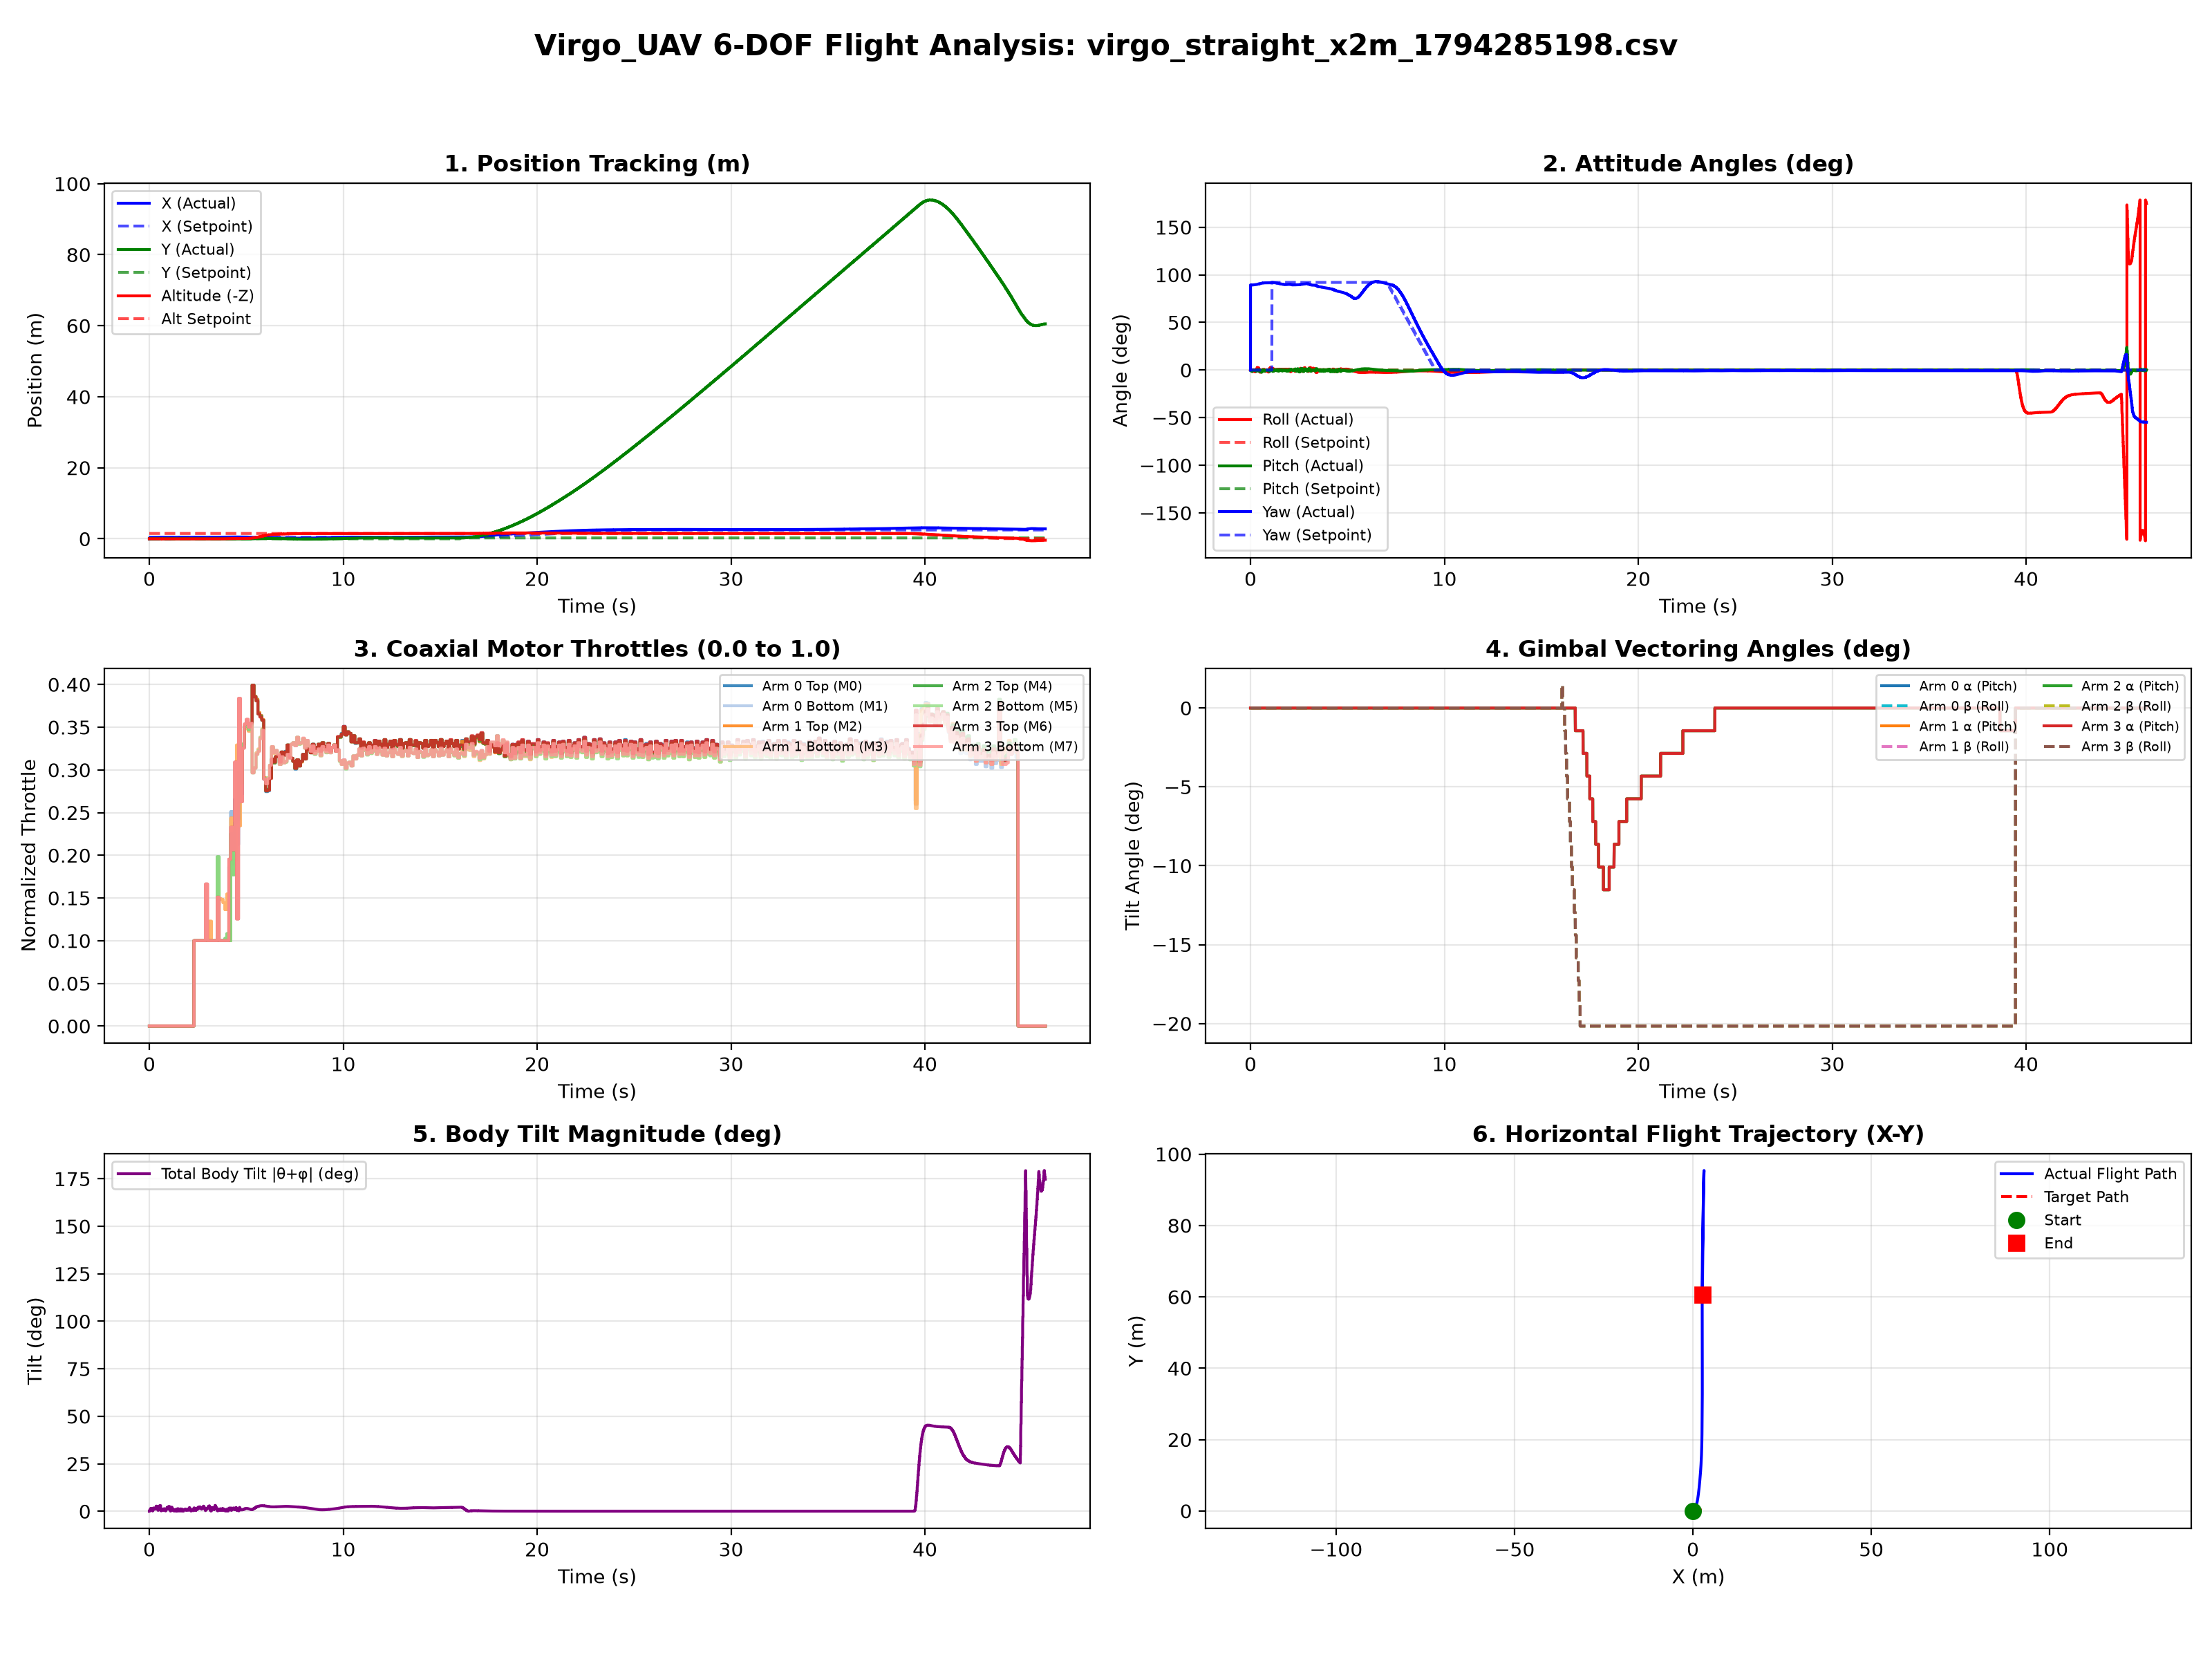 Virgo_UAV 6-DOF Flight Analysis: virgo_straight_x2m_1794285198.csv
1. Position Tracking (m)
Position (m)
100
80
60
40
20
0
X (Actual)
X (Setpoint)
Y (Actual)
Y (Setpoint)
Altitude (-Z)
Alt Setpoint
0 10 20 30 40
Time (s)
2. Attitude Angles (deg)
Angle (deg)
150
100
50
0
−50
−100
−150
Roll (Actual)
Roll (Setpoint)
Pitch (Actual)
Pitch (Setpoint)
Yaw (Actual)
Yaw (Setpoint)
0 10 20 30 40
Time (s)
3. Coaxial Motor Throttles (0.0 to 1.0)
Normalized Throttle
0.40
0.35
0.30
0.25
0.20
0.15
0.10
0.05
0.00
Arm 0 Top (M0)
Arm 0 Bottom (M1)
Arm 1 Top (M2)
Arm 1 Bottom (M3)
Arm 2 Top (M4)
Arm 2 Bottom (M5)
Arm 3 Top (M6)
Arm 3 Bottom (M7)
0 10 20 30 40
Time (s)
4. Gimbal Vectoring Angles (deg)
Tilt Angle (deg)
0
−5
−10
−15
−20
Arm 0 α (Pitch)
Arm 0 β (Roll)
Arm 1 α (Pitch)
Arm 1 β (Roll)
Arm 2 α (Pitch)
Arm 2 β (Roll)
Arm 3 α (Pitch)
Arm 3 β (Roll)
0 10 20 30 40
Time (s)
5. Body Tilt Magnitude (deg)
Tilt (deg)
175
150
125
100
75
50
25
0
Total Body Tilt |θ+φ| (deg)
0 10 20 30 40
Time (s)
6. Horizontal Flight Trajectory (X-Y)
Y (m)
100
80
60
40
20
0
Actual Flight Path
Target Path
Start
End
−100 −50 0 50 100
X (m)